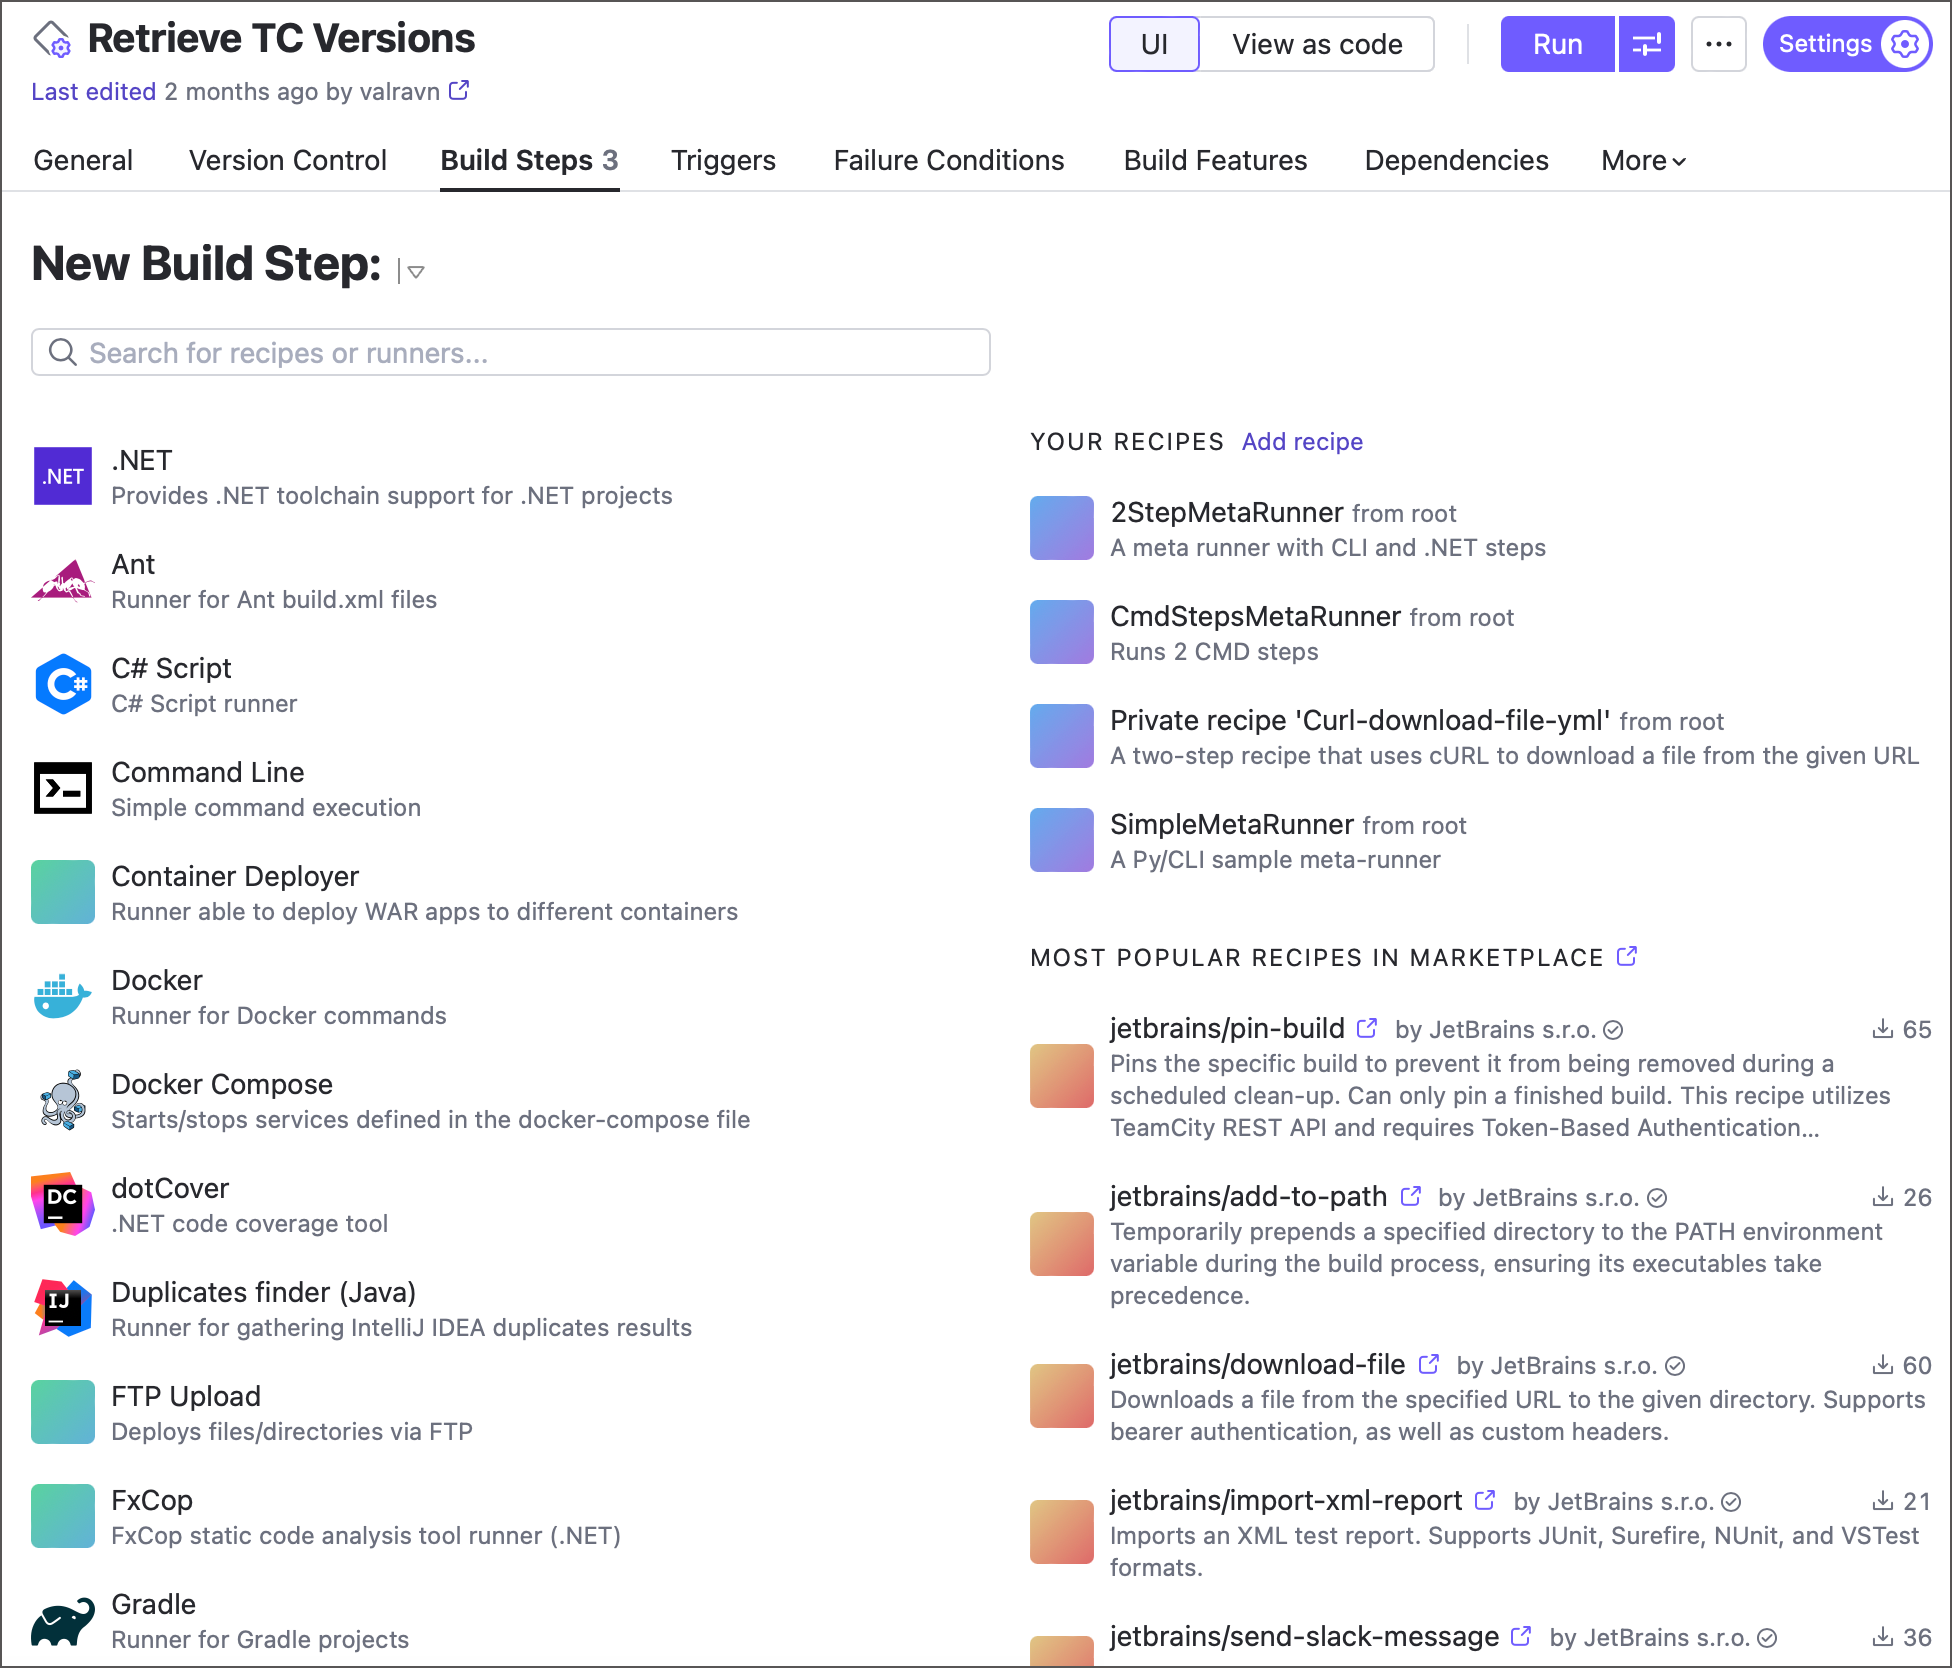 Retrieve TC Versions
UI
View as code
Run
Settings
Last edited 2 months ago by valravn
General
Version Control
Build Steps 3
Triggers
Failure Conditions
Build Features
Dependencies
More
New Build Step:
Search for recipes or runners...
.NET
.NET
Provides .NET toolchain support for .NET projects
Ant
Runner for Ant build.xml files
C#
C# Script
C# Script runner
Command Line
Simple command execution
Container Deployer
Runner able to deploy WAR apps to different containers
Docker
Runner for Docker commands
Docker Compose
Starts/stops services defined in the docker-compose file
DC
dotCover
.NET code coverage tool
IJ
Duplicates finder (Java)
Runner for gathering IntelliJ IDEA duplicates results
FTP Upload
Deploys files/directories via FTP
FxCop
FxCop static code analysis tool runner (.NET)
Gradle
Runner for Gradle projects
YOUR RECIPES Add recipe
2StepMetaRunner from root
A meta runner with CLI and .NET steps
CmdStepsMetaRunner from root
Runs 2 CMD steps
Private recipe 'Curl-download-file-yml' from root
A two-step recipe that uses cURL to download a file from the given URL
SimpleMetaRunner from root
A Py/CLI sample meta-runner
MOST POPULAR RECIPES IN MARKETPLACE
jetbrains/pin-build by JetBrains s.r.o. 65
Pins the specific build to prevent it from being removed during a
scheduled clean-up. Can only pin a finished build. This recipe utilizes
TeamCity REST API and requires Token-Based Authentication...
jetbrains/add-to-path by JetBrains s.r.o. 26
Temporarily prepends a specified directory to the PATH environment
variable during the build process, ensuring its executables take
precedence.
jetbrains/download-file by JetBrains s.r.o. 60
Downloads a file from the specified URL to the given directory. Supports
bearer authentication, as well as custom headers.
jetbrains/import-xml-report by JetBrains s.r.o. 21
Imports an XML test report. Supports JUnit, Surefire, NUnit, and VSTest
formats.
jetbrains/send-slack-message by JetBrains s.r.o. 36